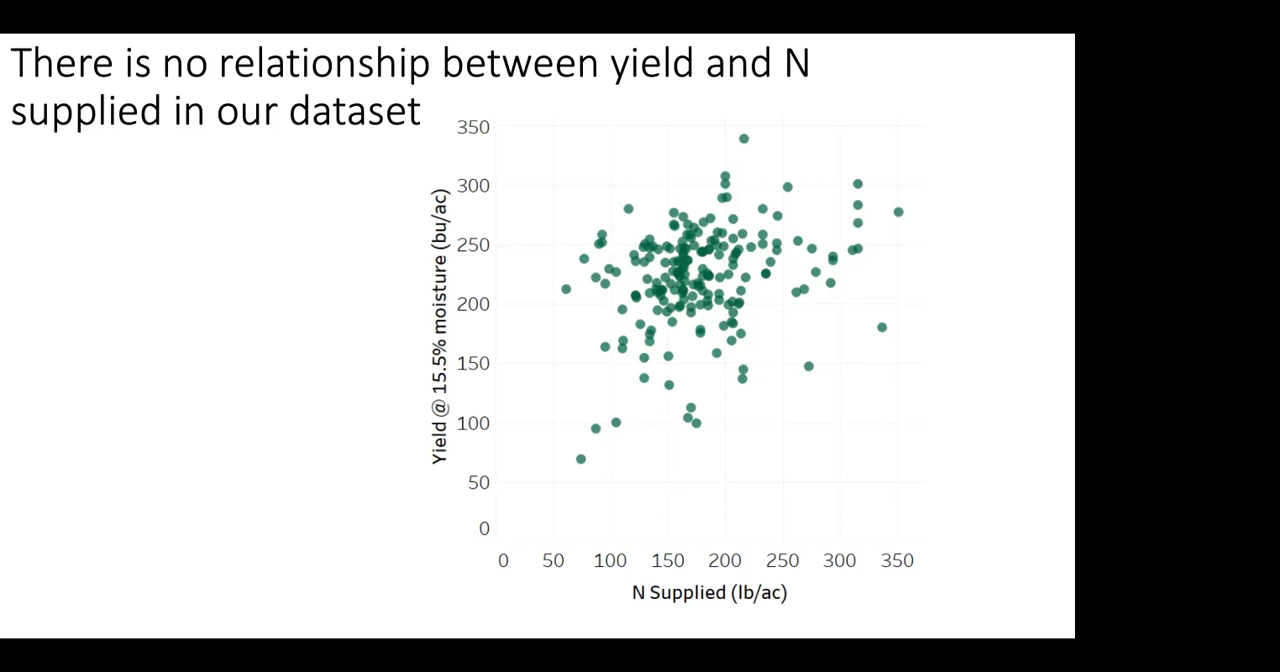 There is no relationship between yield and N
supplied in our dataset
Yield @ 15.5% moisture (bu/ac)
350
300
250
200
150
100
50
0
0 50 100 150 200 250 300 350
N Supplied (lb/ac)